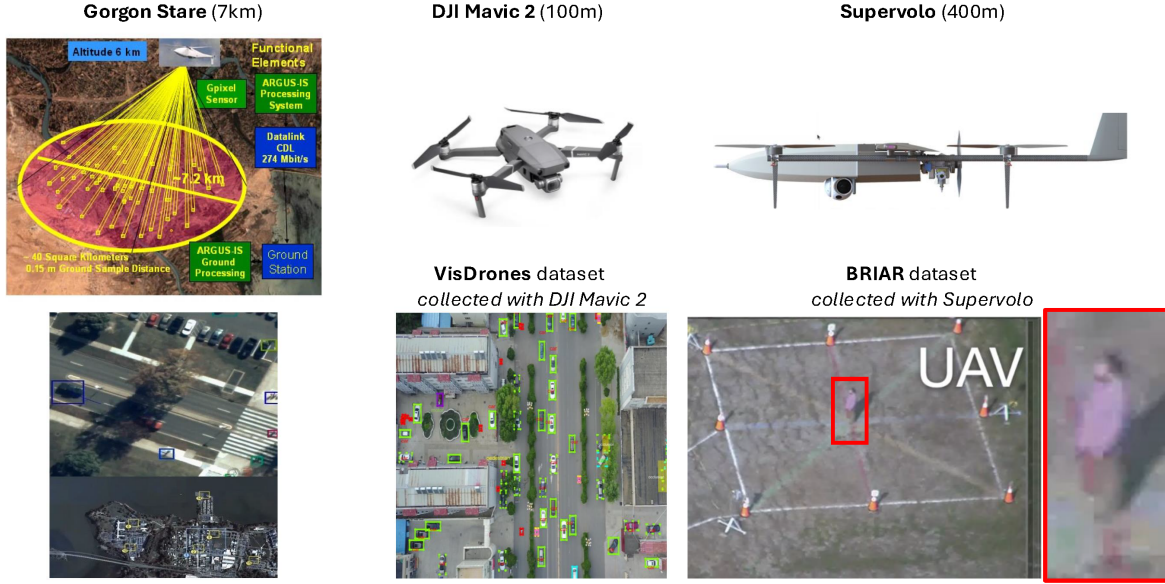 Gorgon Stare (7km)
Altitude 6 km
Functional
Elements
Gpixel
Sensor
ARGUS-IS
Processing
System
Datalink
CDL
274 Mbit/s
~7.2 km
~ 40 Square Kilometers
0.15 m Ground Sample Distance
ARGUS-IS
Ground
Processing
Ground
Station
DJI Mavic 2 (100m)
VisDrones dataset
collected with DJI Mavic 2
Supervolo (400m)
BRIAR dataset
collected with Supervolo
UAV